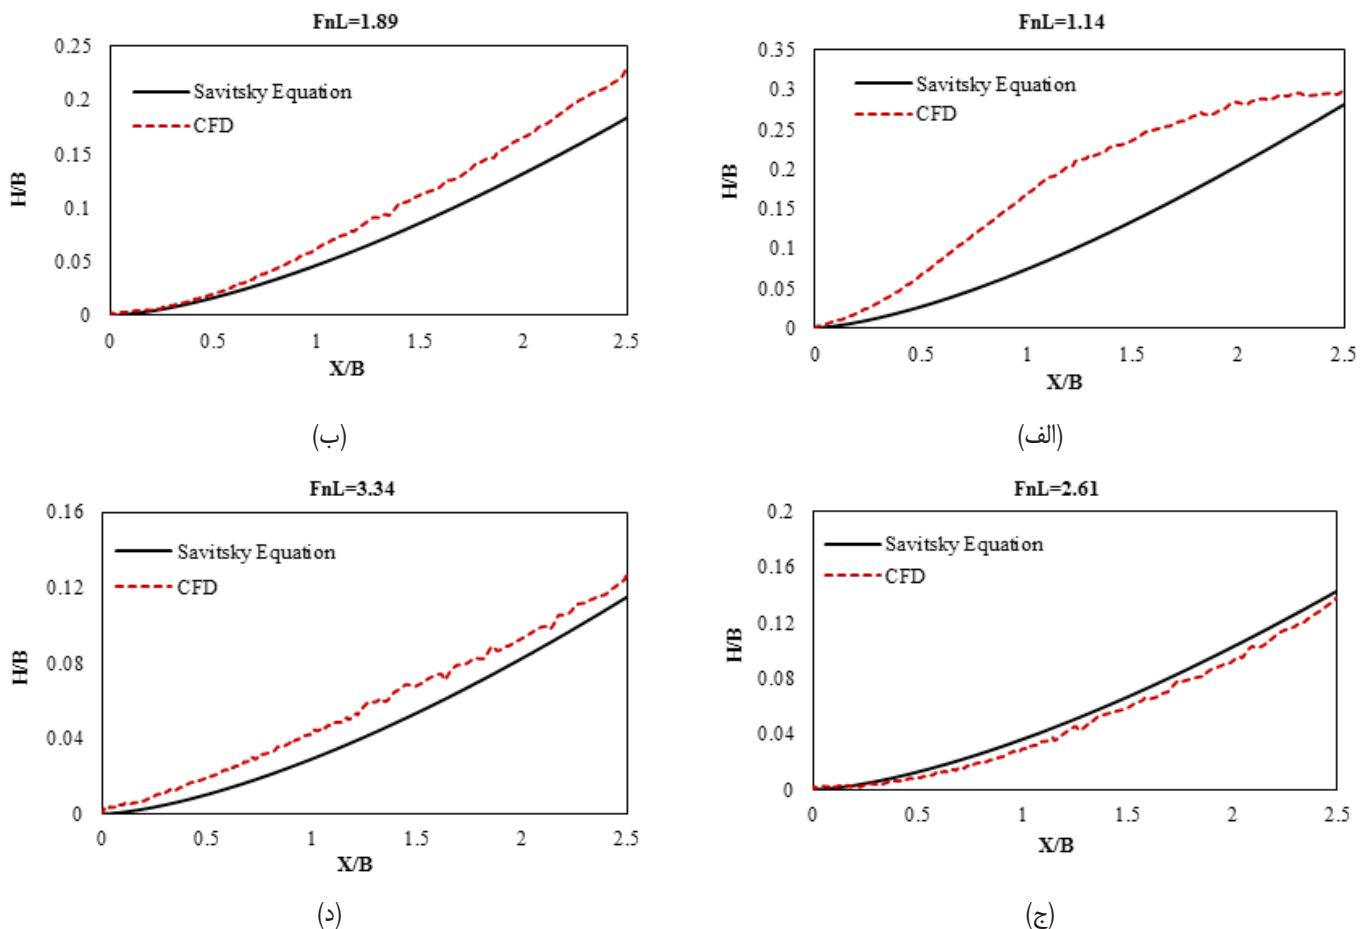 FnL=1.14
0.35
0.3
0.25
0.2
0.15
0.1
0.05
0
H/B
Savitsky Equation
CFD
0 0.5 1 1.5 2 2.5
X/B
(الف)
FnL=1.89
0.25
0.2
0.15
0.1
0.05
0
H/B
Savitsky Equation
CFD
0 0.5 1 1.5 2 2.5
X/B
(ب)
FnL=2.61
0.2
0.16
0.12
0.08
0.04
0
H/B
Savitsky Equation
CFD
0 0.5 1 1.5 2 2.5
X/B
(ج)
FnL=3.34
0.16
0.12
0.08
0.04
0
H/B
Savitsky Equation
CFD
0 0.5 1 1.5 2 2.5
X/B
(د)